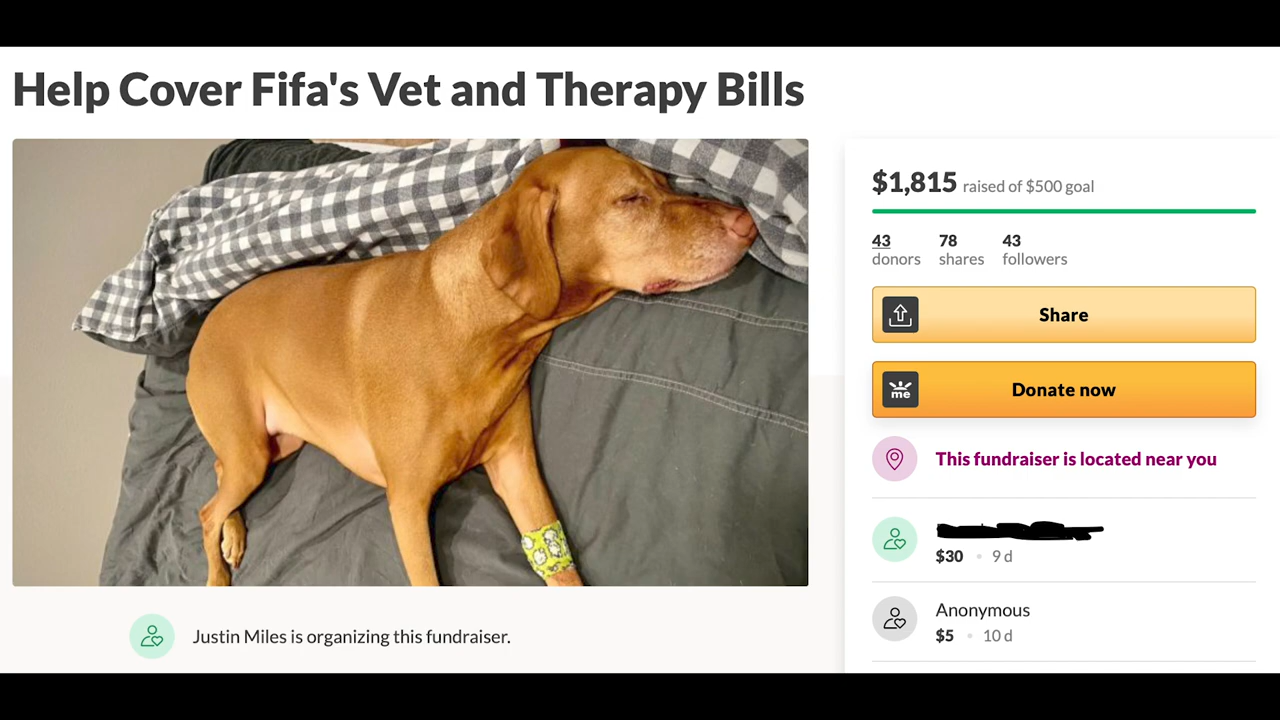 Help Cover Fifa's Vet and Therapy Bills
$1,815 raised of $500 goal
43 78 43
donors shares followers
Share
me Donate now
This fundraiser is located near you
$30 • 9 d
Anonymous
$5 • 10 d
Justin Miles is organizing this fundraiser.